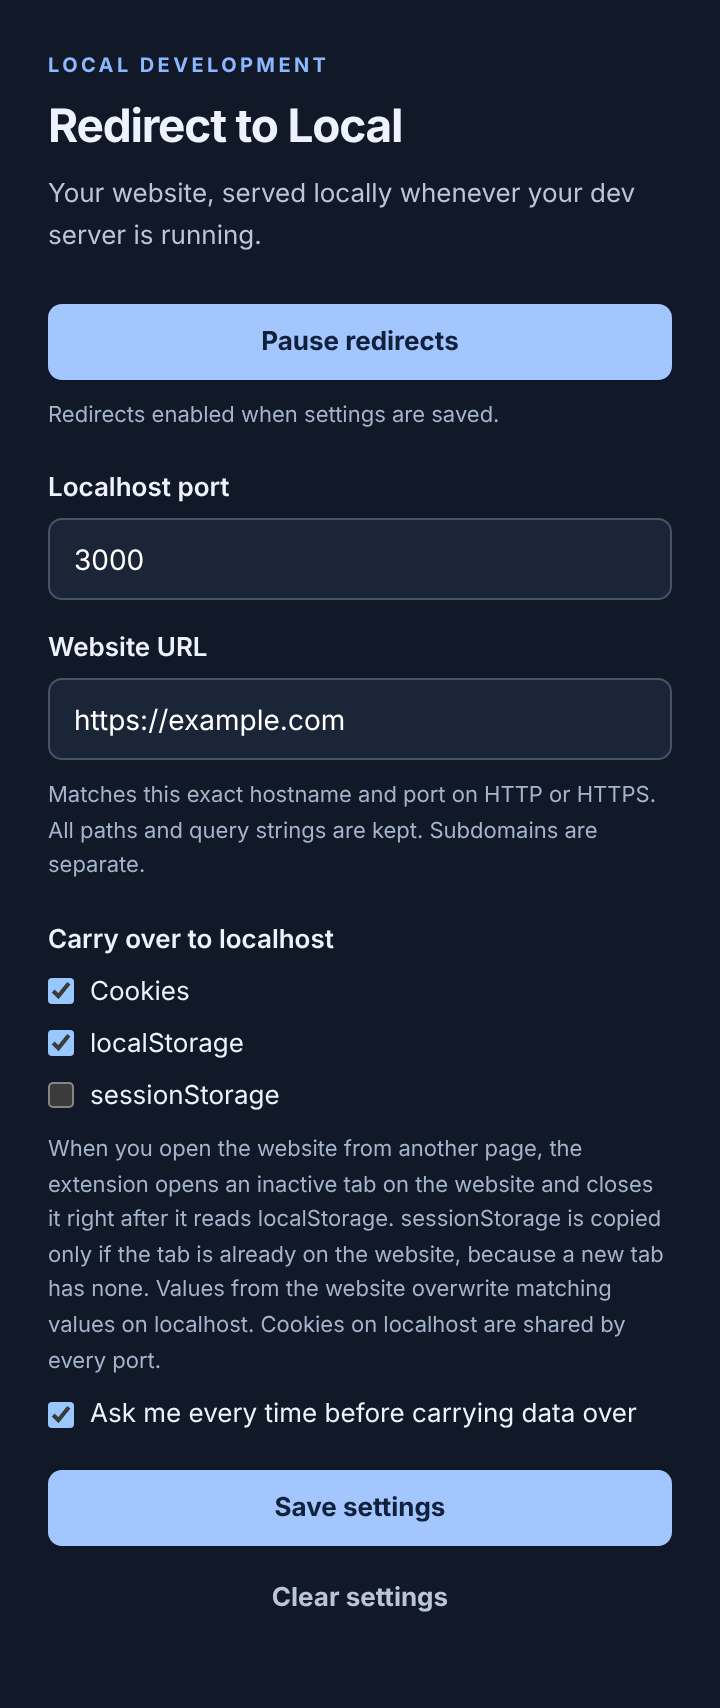 LOCAL DEVELOPMENT
Redirect to Local
Your website, served locally whenever your dev
server is running.
Pause redirects
Redirects enabled when settings are saved.
Localhost port
3000
Website URL
https://example.com
Matches this exact hostname and port on HTTP or HTTPS.
All paths and query strings are kept. Subdomains are
separate.
Carry over to localhost
Cookies
localStorage
sessionStorage
When you open the website from another page, the
extension opens an inactive tab on the website and closes
it right after it reads localStorage. sessionStorage is copied
only if the tab is already on the website, because a new tab
has none. Values from the website overwrite matching
values on localhost. Cookies on localhost are shared by
every port.
Ask me every time before carrying data over
Save settings
Clear settings